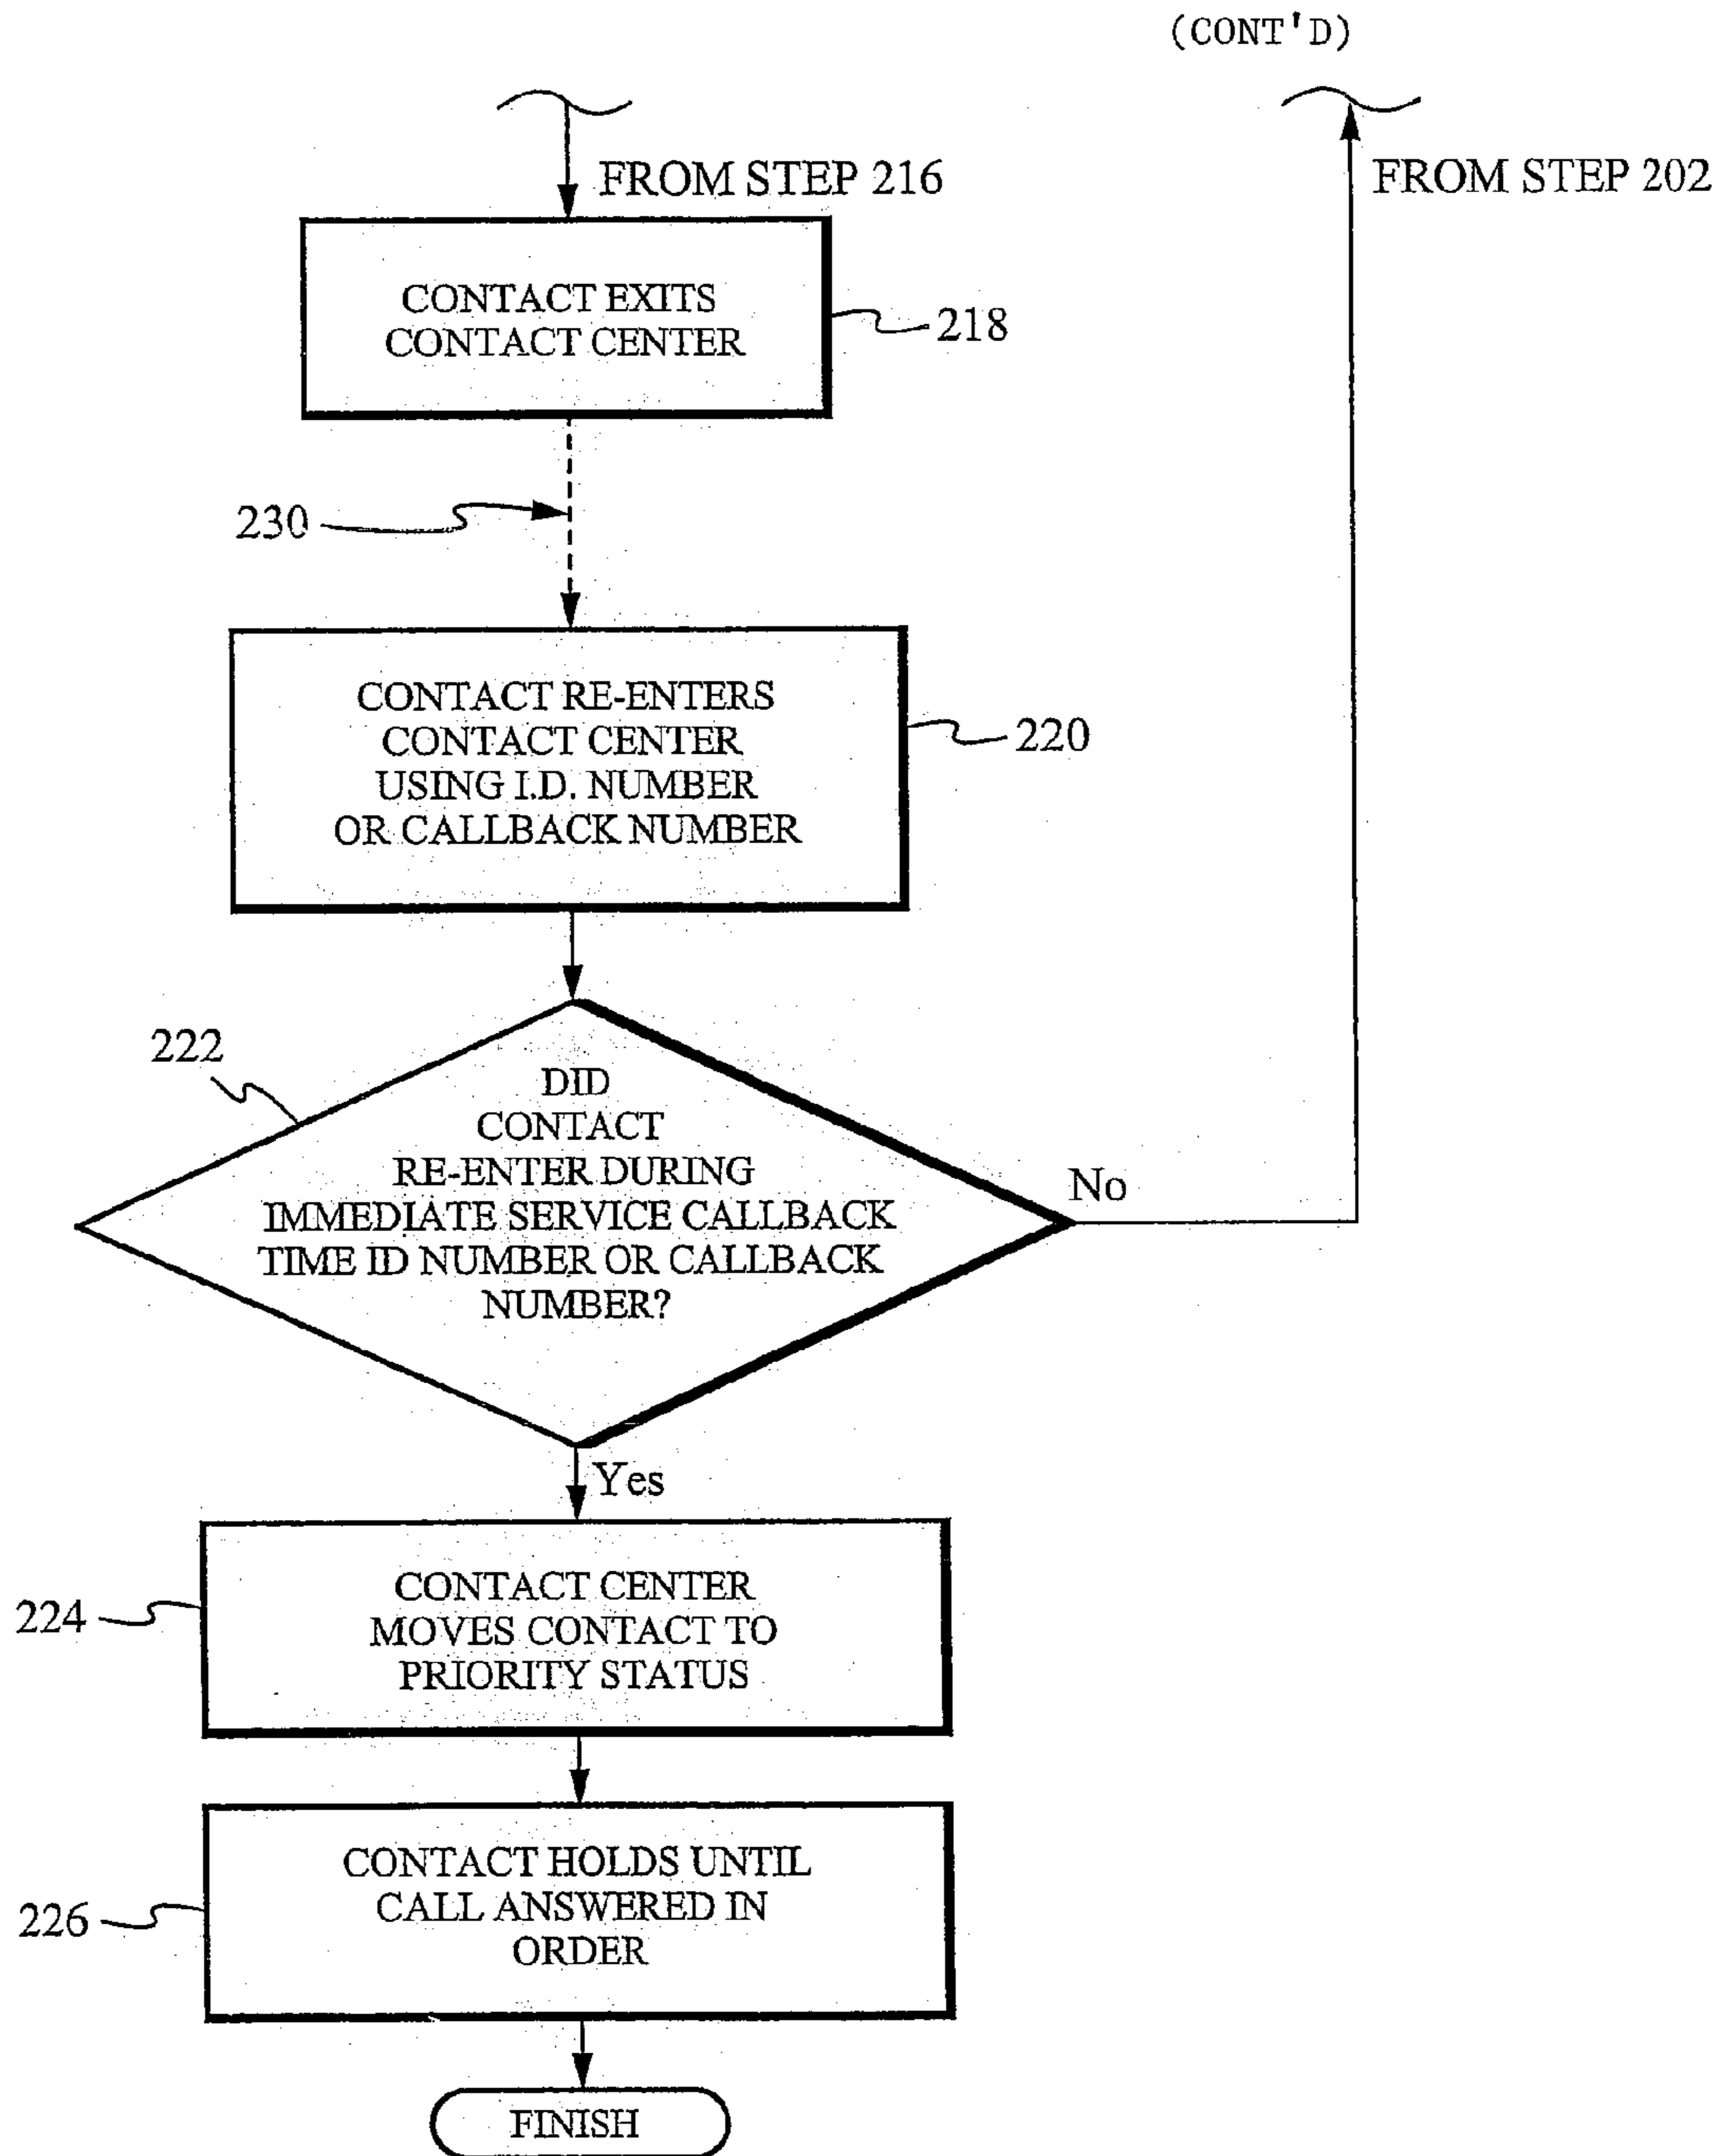 (CONT'D)
FROM STEP 216
FROM STEP 202
CONTACT EXITS
CONTACT CENTER
218
230
CONTACT RE-ENTERS
CONTACT CENTER
USING I.D. NUMBER
OR CALLBACK NUMBER
220
222
DID
CONTACT
RE-ENTER DURING
IMMEDIATE SERVICE CALLBACK
TIME ID NUMBER OR CALLBACK
NUMBER?
No
Yes
CONTACT CENTER
MOVES CONTACT TO
PRIORITY STATUS
224
CONTACT HOLDS UNTIL
CALL ANSWERED IN
ORDER
226
FINISH